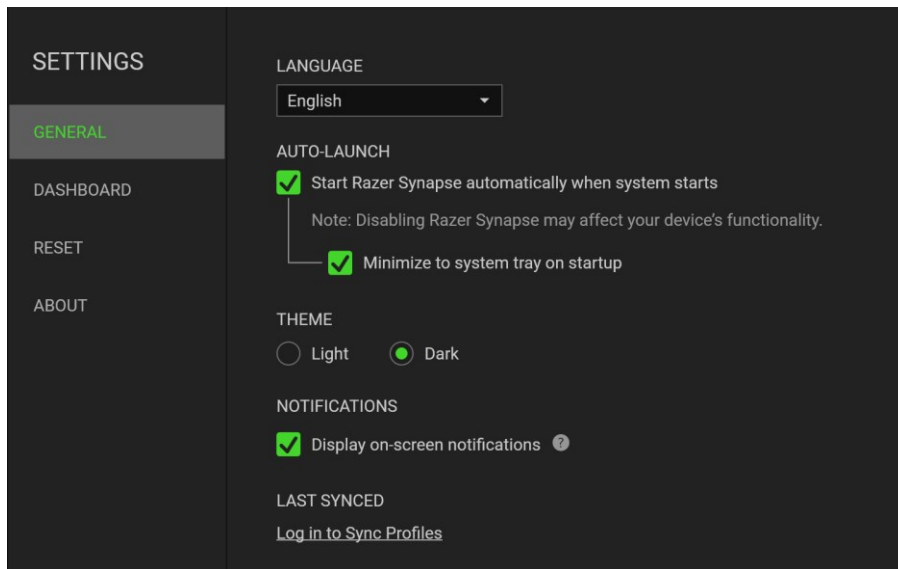 SETTINGS
GENERAL
DASHBOARD
RESET
ABOUT
LANGUAGE
English
AUTO-LAUNCH
Start Razer Synapse automatically when system starts
Note: Disabling Razer Synapse may affect your device’s functionality.
Minimize to system tray on startup
THEME
Light Dark
NOTIFICATIONS
Display on-screen notifications ?
LAST SYNCED
Log in to Sync Profiles